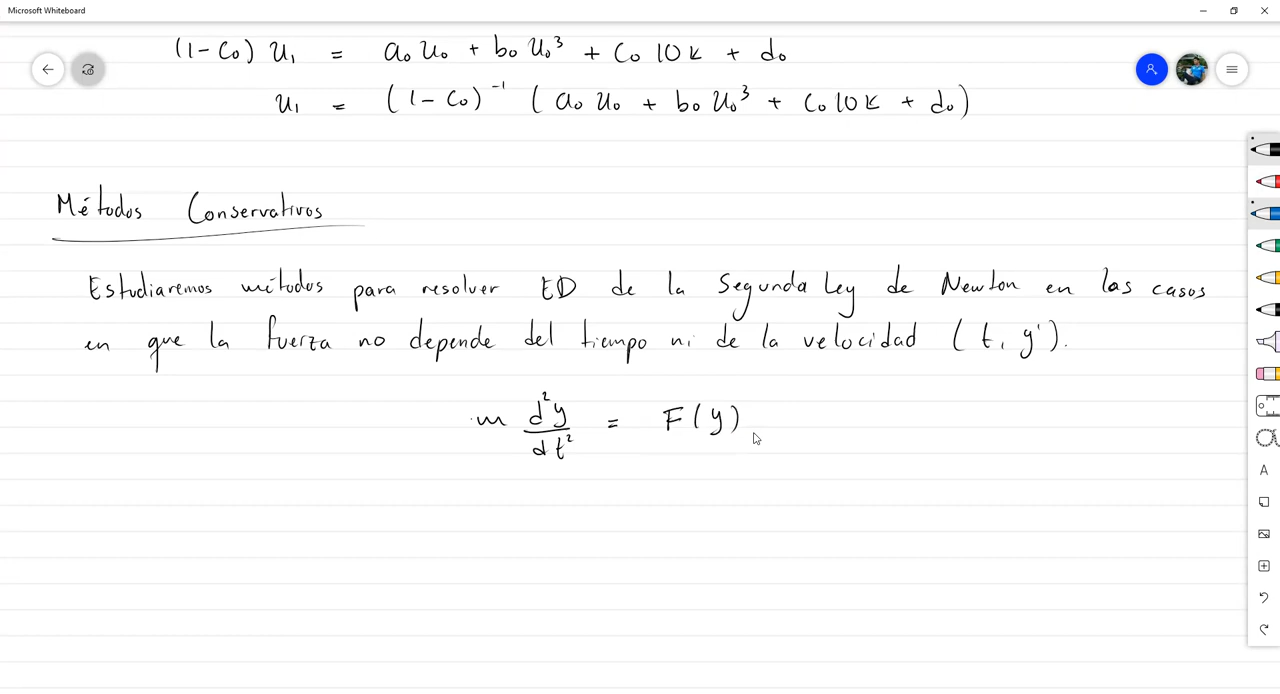 Microsoft Whiteboard
(1-C₀) U₁ = a₀ U₀ + b₀ U₀³ + C₀ 10K + d₀
U₁ = (1-C₀)⁻¹ (a₀ U₀ + b₀ U₀³ + C₀ 10K + d₀)
Métodos Conservativos
Estudiaremos métodos para resolver ED de la Segunda Ley de Newton en los casos
en que la fuerza no depende del tiempo ni de la velocidad (t, y').
m d²y/dt² = F(y)
A